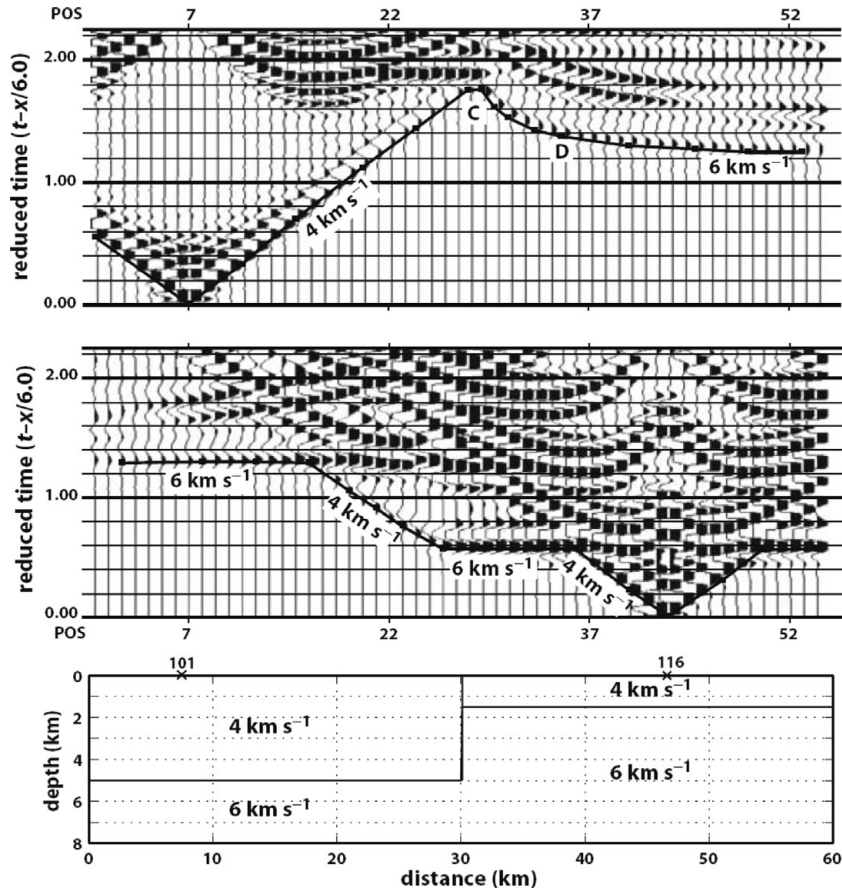 POS 7 22 37 52
2.00
1.00
0.00
reduced time (t–x/6.0)
4 km s⁻¹
C
D
6 km s⁻¹
2.00
1.00
0.00
reduced time (t–x/6.0)
6 km s⁻¹
4 km s⁻¹
6 km s⁻¹
4 km s⁻¹
POS 7 22 37 52
101 116
0
2
4
6
8
depth (km)
4 km s⁻¹
6 km s⁻¹
4 km s⁻¹
6 km s⁻¹
0 10 20 30 40 50 60
distance (km)